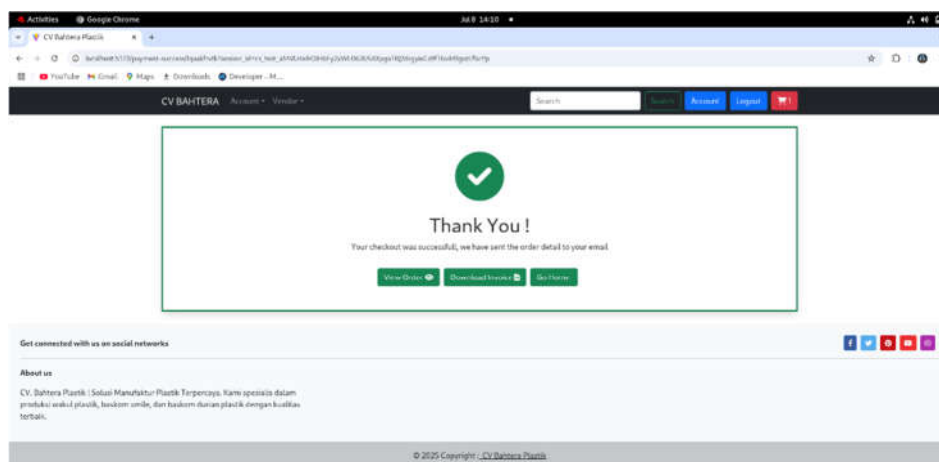 Activities Google Chrome Jul 8 14:10
CV Bahtera Plastik
YouTube Gmail Maps Downloads Developer - M...
CV BAHTERA Account Vendor Search Search Account Logout 1
Thank You !
Your checkout was successfull, we have sent the order detail to your email.
View Order Download Invoice Go Home
Get connected with us on social networks
About us
CV. Bahtera Plastik : Solusi Manufaktur Plastik Terpercaya. Kami spesialis dalam
produksi wakul plastik, baskom smile, dan baskom durian plastik dengan kualitas
terbaik.
© 2025 Copyright : CV Bahtera Plastik